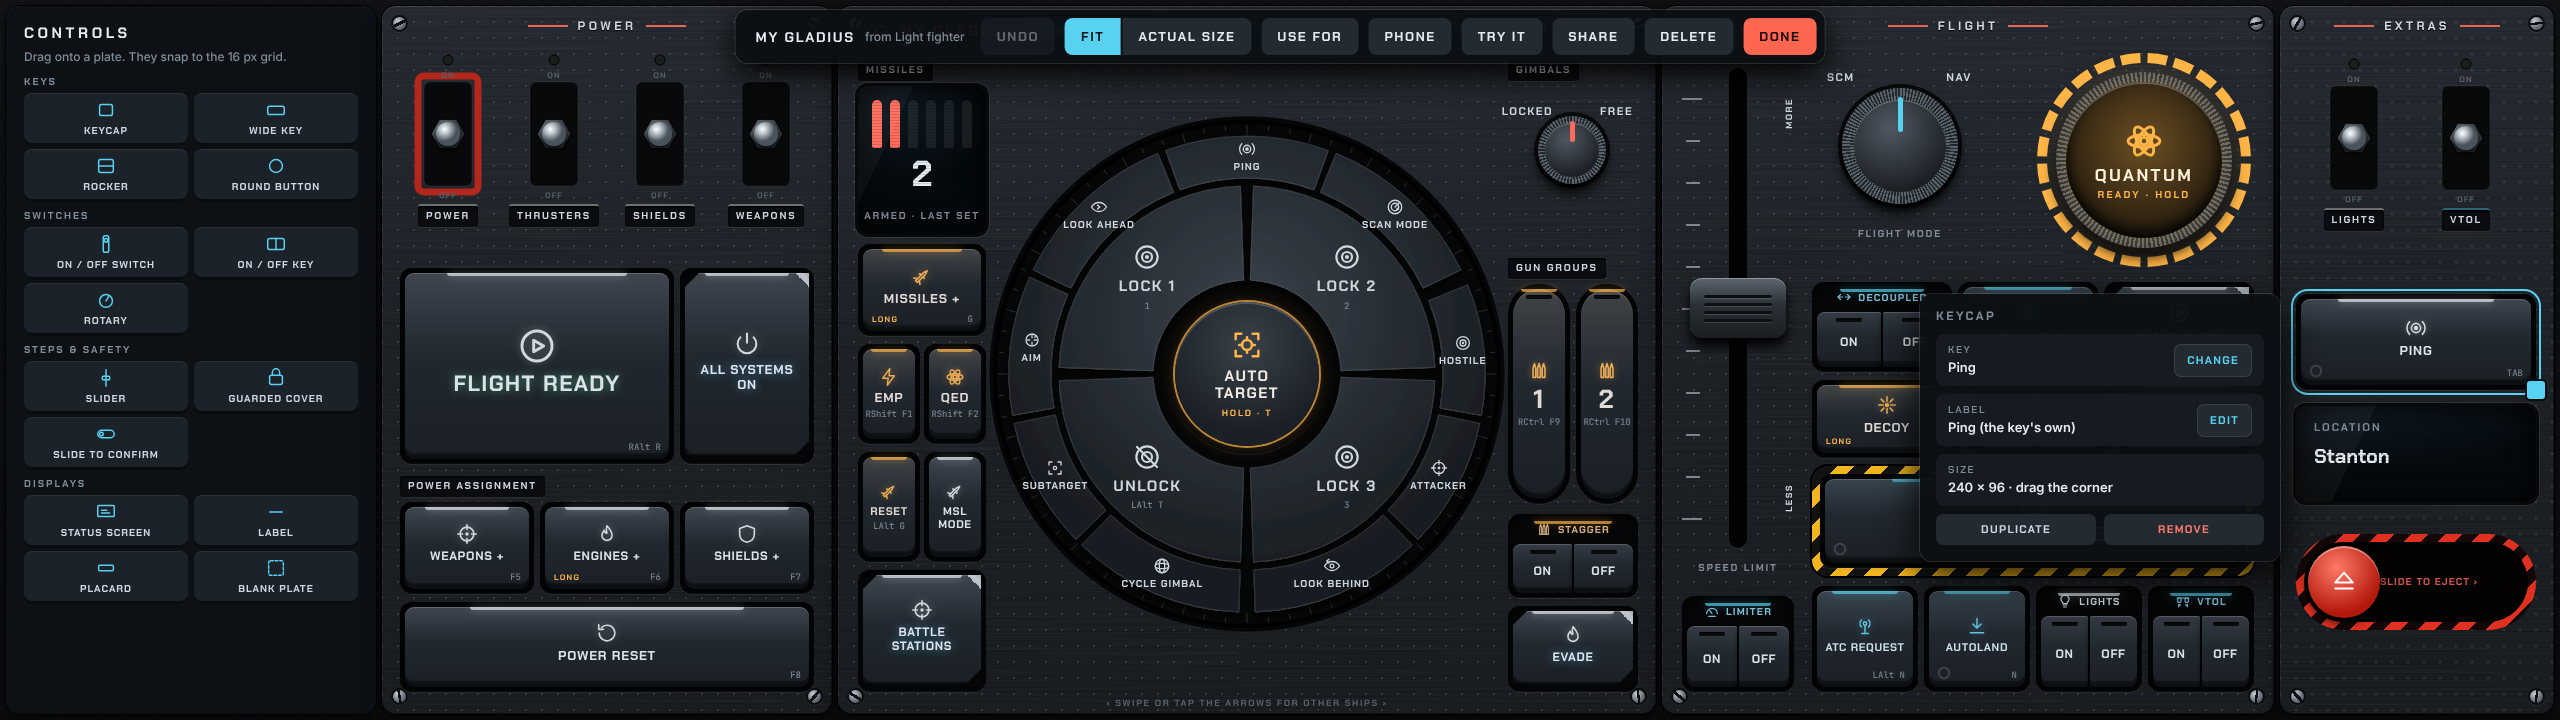 CONTROLS
Drag onto a plate. They snap to the 16 px grid.
KEYS
KEYCAP
WIDE KEY
ROCKER
ROUND BUTTON
SWITCHES
ON / OFF SWITCH
ON / OFF KEY
ROTARY
STEPS & SAFETY
SLIDER
GUARDED COVER
SLIDE TO CONFIRM
DISPLAYS
STATUS SCREEN
LABEL
PLACARD
BLANK PLATE
POWER
ON
ON
ON
ON
OFF
OFF
OFF
OFF
POWER
THRUSTERS
SHIELDS
WEAPONS
FLIGHT READY
RAlt R
ALL SYSTEMS
ON
POWER ASSIGNMENT
WEAPONS +
F5
ENGINES +
LONG
F6
SHIELDS +
F7
POWER RESET
F8
MY GLADIUS
from Light fighter
UNDO
FIT
ACTUAL SIZE
USE FOR
PHONE
TRY IT
SHARE
DELETE
DONE
MISSILES
2
ARMED · LAST SET
MISSILES +
LONG
G
EMP
RShift F1
QED
RShift F2
RESET
LAlt G
MSL
MODE
BATTLE
STATIONS
PING
LOOK AHEAD
SCAN MODE
LOCK 1
1
LOCK 2
2
AIM
HOSTILE
AUTO
TARGET
HOLD · T
SUBTARGET
UNLOCK
LAlt T
LOCK 3
3
ATTACKER
CYCLE GIMBAL
LOOK BEHIND
‹ SWIPE OR TAP THE ARROWS FOR OTHER SHIPS ›
GIMBALS
LOCKED
FREE
GUN GROUPS
1
RCtrl F9
2
RCtrl F10
STAGGER
ON
OFF
EVADE
FLIGHT
MORE
LESS
SPEED LIMIT
LIMITER
ON
OFF
SCM
NAV
FLIGHT MODE
QUANTUM
READY · HOLD
DECOUPLED
ON
DECOY
LONG
ATC REQUEST
LAlt N
AUTOLAND
N
LIGHTS
ON
OFF
VTOL
ON
OFF
KEYCAP
KEY
Ping
CHANGE
LABEL
Ping (the key's own)
EDIT
SIZE
240 × 96 · drag the corner
DUPLICATE
REMOVE
EXTRAS
ON
ON
OFF
OFF
LIGHTS
VTOL
PING
TAB
LOCATION
Stanton
SLIDE TO EJECT ›